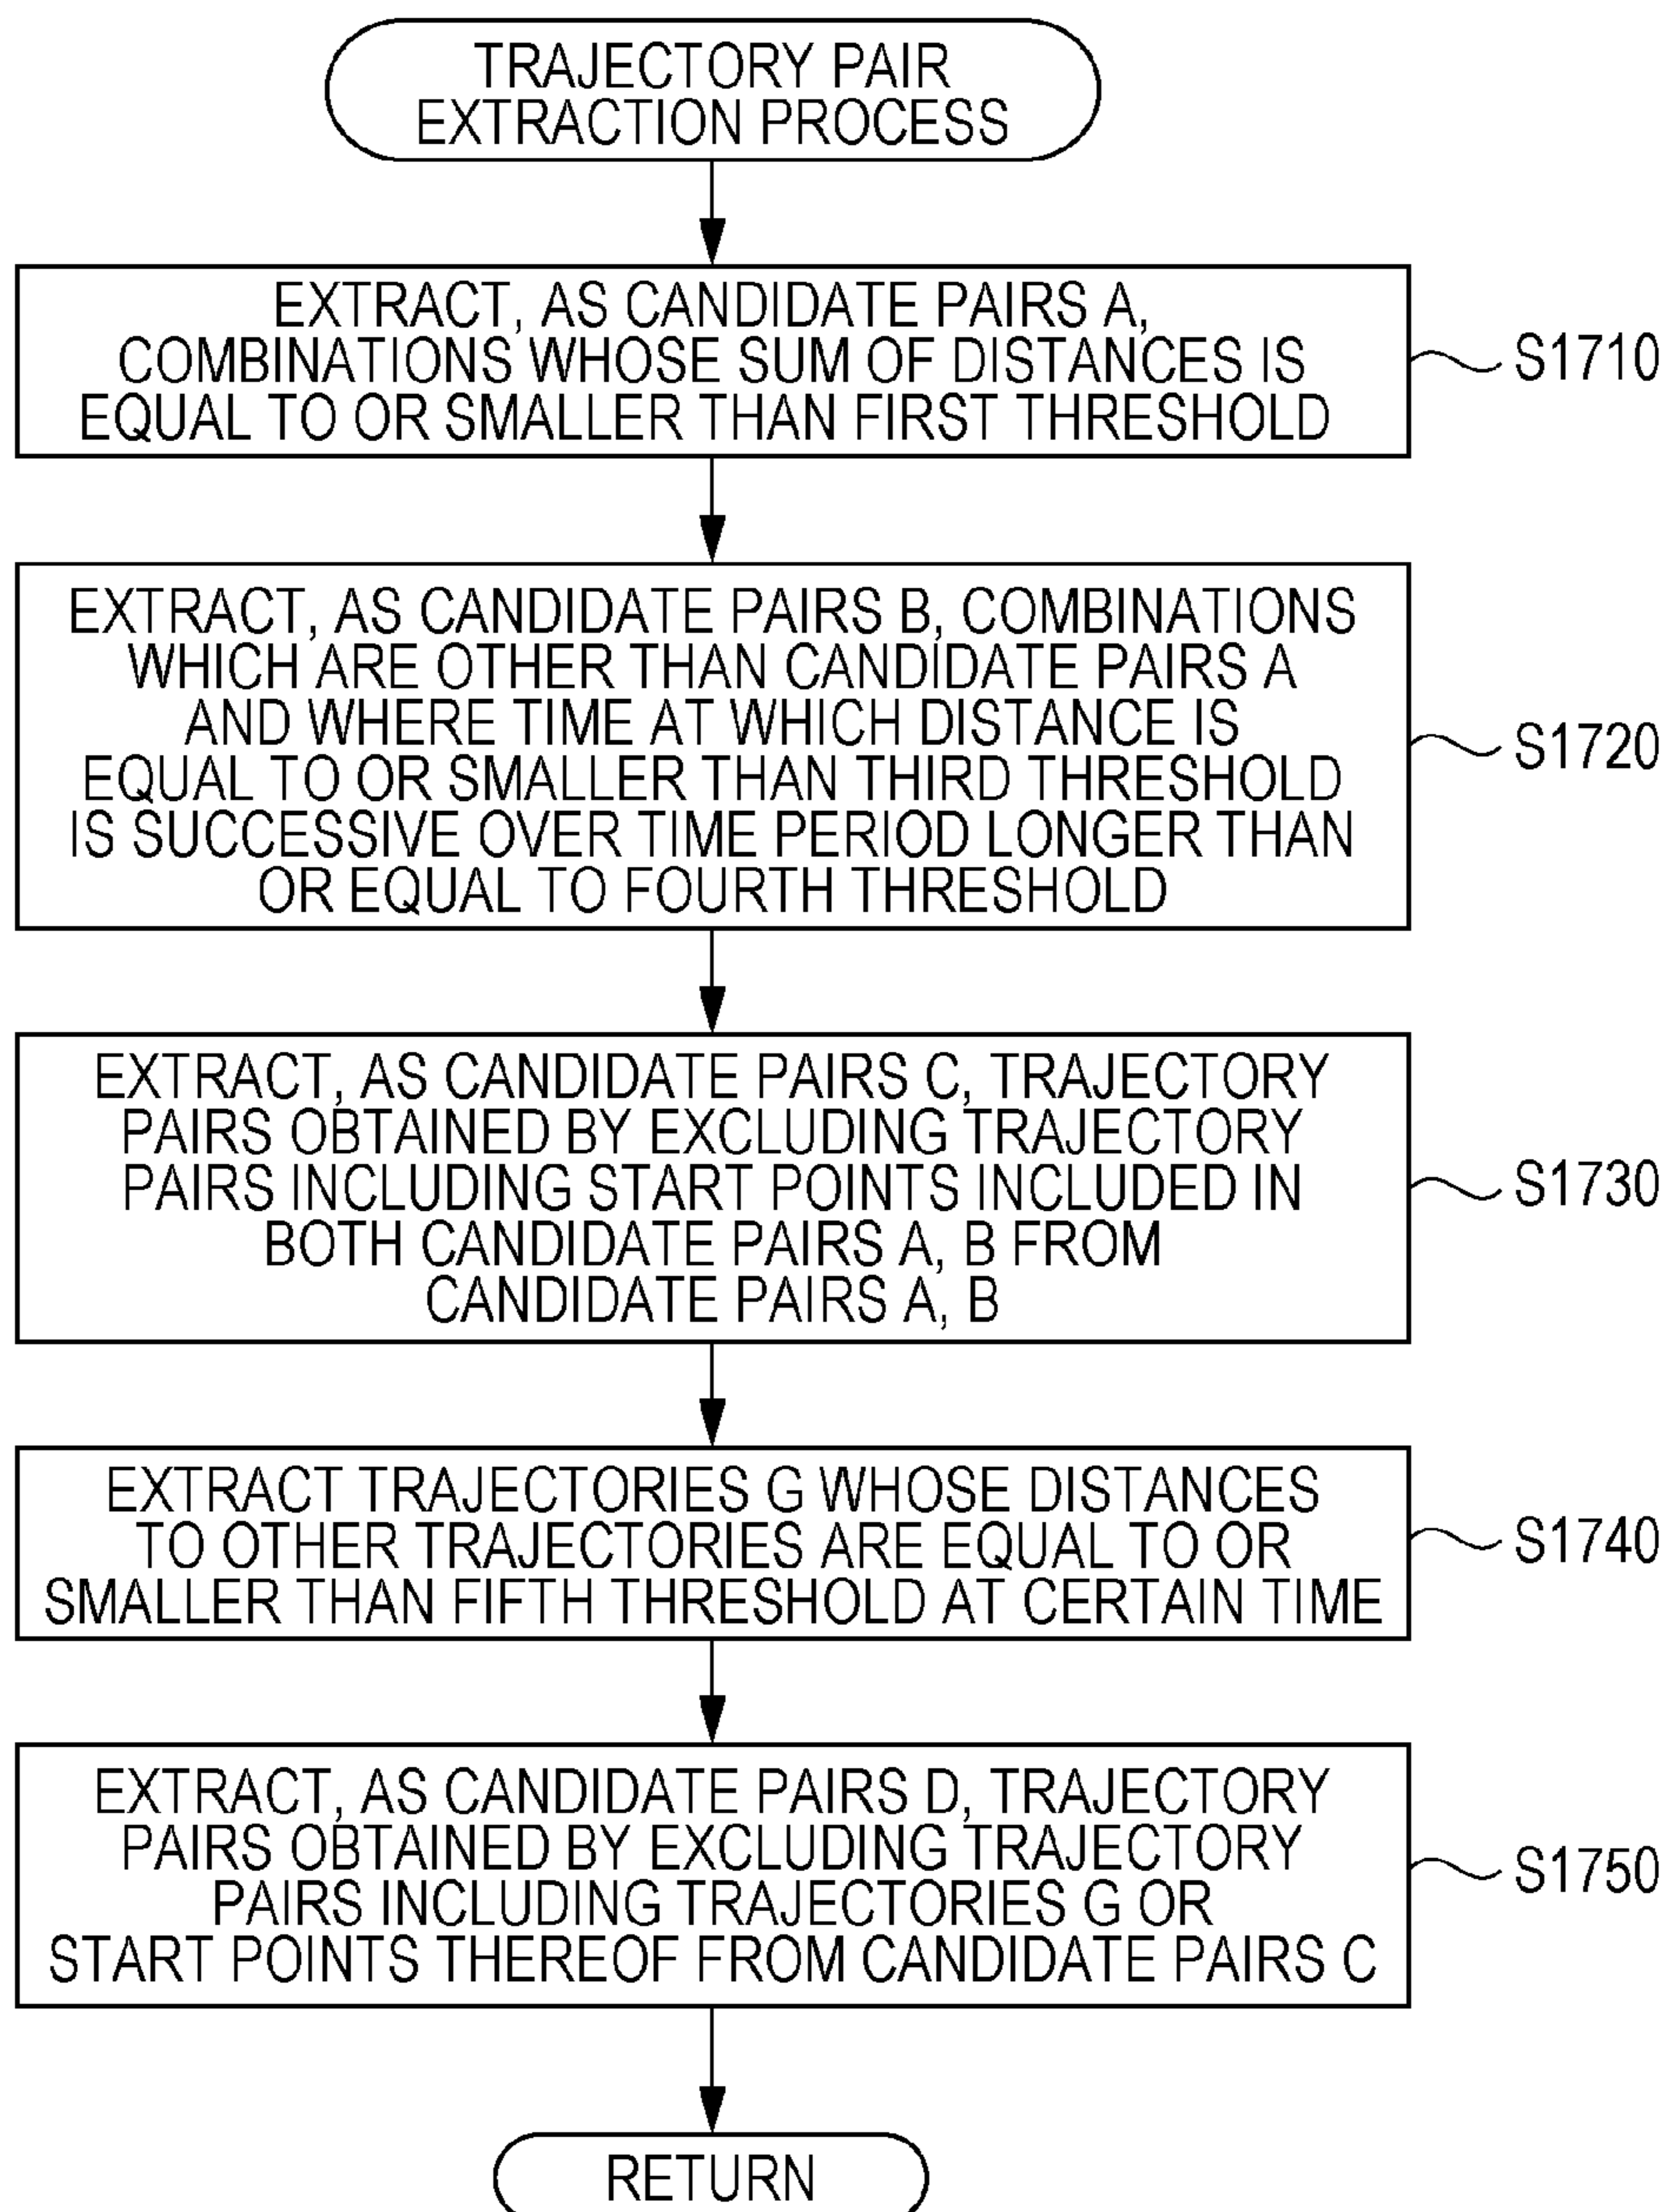 TRAJECTORY PAIR
EXTRACTION PROCESS
EXTRACT, AS CANDIDATE PAIRS A,
COMBINATIONS WHOSE SUM OF DISTANCES IS
EQUAL TO OR SMALLER THAN FIRST THRESHOLD
S1710
EXTRACT, AS CANDIDATE PAIRS B, COMBINATIONS
WHICH ARE OTHER THAN CANDIDATE PAIRS A
AND WHERE TIME AT WHICH DISTANCE IS
EQUAL TO OR SMALLER THAN THIRD THRESHOLD
IS SUCCESSIVE OVER TIME PERIOD LONGER THAN
OR EQUAL TO FOURTH THRESHOLD
S1720
EXTRACT, AS CANDIDATE PAIRS C, TRAJECTORY
PAIRS OBTAINED BY EXCLUDING TRAJECTORY
PAIRS INCLUDING START POINTS INCLUDED IN
BOTH CANDIDATE PAIRS A, B FROM
CANDIDATE PAIRS A, B
S1730
EXTRACT TRAJECTORIES G WHOSE DISTANCES
TO OTHER TRAJECTORIES ARE EQUAL TO OR
SMALLER THAN FIFTH THRESHOLD AT CERTAIN TIME
S1740
EXTRACT, AS CANDIDATE PAIRS D, TRAJECTORY
PAIRS OBTAINED BY EXCLUDING TRAJECTORY
PAIRS INCLUDING TRAJECTORIES G OR
START POINTS THEREOF FROM CANDIDATE PAIRS C
S1750
RETURN